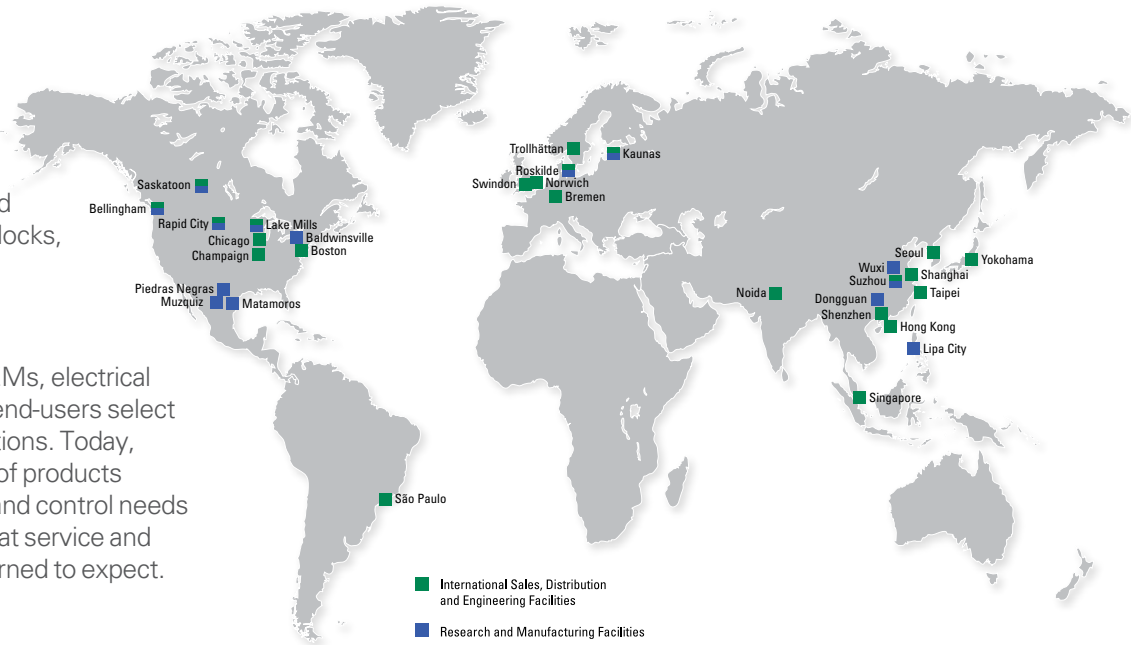 d
locks,
Ms, electrical
end-users select
tions. Today,
of products
and control needs
at service and
rned to expect.
Saskatoon
Bellingham
Rapid City
Lake Mills
Chicago
Baldwinsville
Champaign
Boston
Piedras Negras
Muzquiz
Matamoros
São Paulo
Trollhättan
Kaunas
Roskilde
Swindon
Norwich
Bremen
Noida
Seoul
Yokohama
Wuxi
Suzhou
Shanghai
Taipei
Dongguan
Shenzhen
Hong Kong
Lipa City
Singapore
International Sales, Distribution
and Engineering Facilities
Research and Manufacturing Facilities